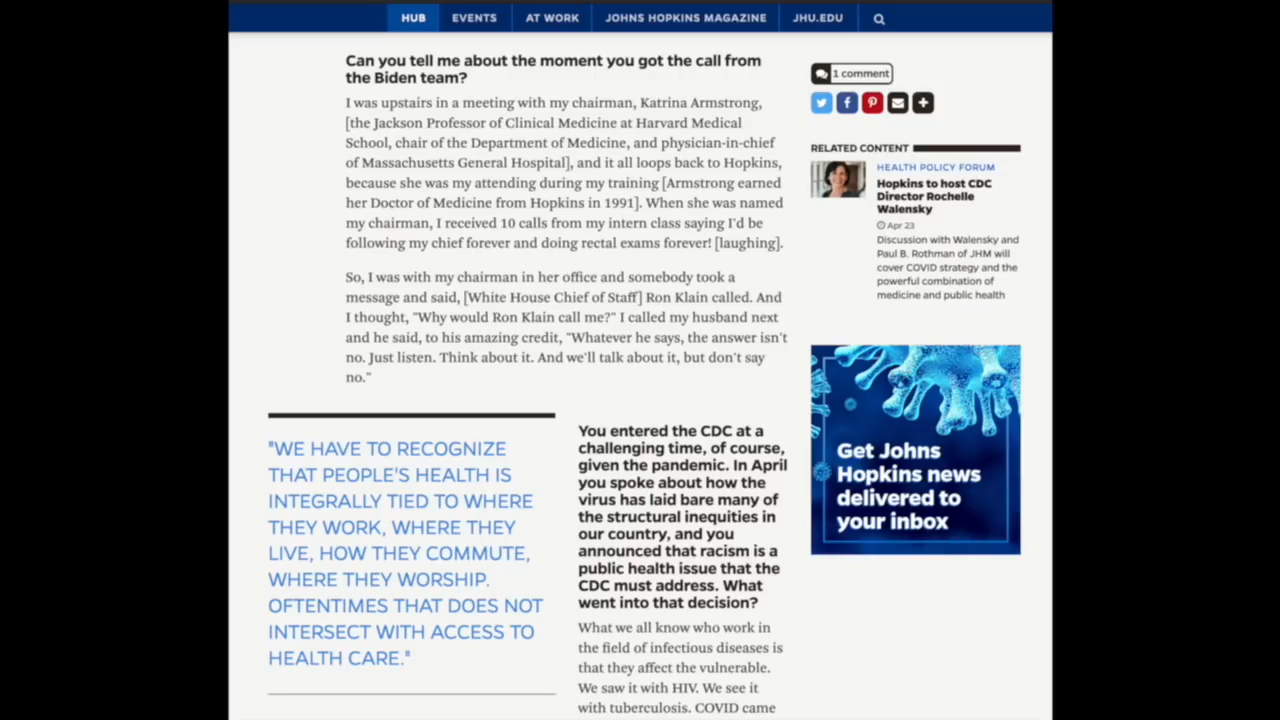 HUB
EVENTS
AT WORK
JOHNS HOPKINS MAGAZINE
JHU.EDU
Can you tell me about the moment you got the call from
the Biden team?
I was upstairs in a meeting with my chairman, Katrina Armstrong,
[the Jackson Professor of Clinical Medicine at Harvard Medical
School, chair of the Department of Medicine, and physician-in-chief
of Massachusetts General Hospital], and it all loops back to Hopkins,
because she was my attending during my training [Armstrong earned
her Doctor of Medicine from Hopkins in 1991]. When she was named
my chairman, I received 10 calls from my intern class saying I'd be
following my chief forever and doing rectal exams forever! [laughing].
So, I was with my chairman in her office and somebody took a
message and said, [White House Chief of Staff] Ron Klain called. And
I thought, "Why would Ron Klain call me?" I called my husband next
and he said, to his amazing credit, "Whatever he says, the answer isn't
no. Just listen. Think about it. And we'll talk about it, but don't say
no."
"WE HAVE TO RECOGNIZE
THAT PEOPLE'S HEALTH IS
INTEGRALLY TIED TO WHERE
THEY WORK, WHERE THEY
LIVE, HOW THEY COMMUTE,
WHERE THEY WORSHIP.
OFTENTIMES THAT DOES NOT
INTERSECT WITH ACCESS TO
HEALTH CARE."
You entered the CDC at a
challenging time, of course,
given the pandemic. In April
you spoke about how the
virus has laid bare many of
the structural inequities in
our country, and you
announced that racism is a
public health issue that the
CDC must address. What
went into that decision?
What we all know who work in
the field of infectious diseases is
that they affect the vulnerable.
We saw it with HIV. We see it
with tuberculosis. COVID came
1 comment
RELATED CONTENT
HEALTH POLICY FORUM
Hopkins to host CDC
Director Rochelle
Walensky
Apr 23
Discussion with Walensky and
Paul B. Rothman of JHM will
cover COVID strategy and the
powerful combination of
medicine and public health
Get Johns
Hopkins news
delivered to
your inbox